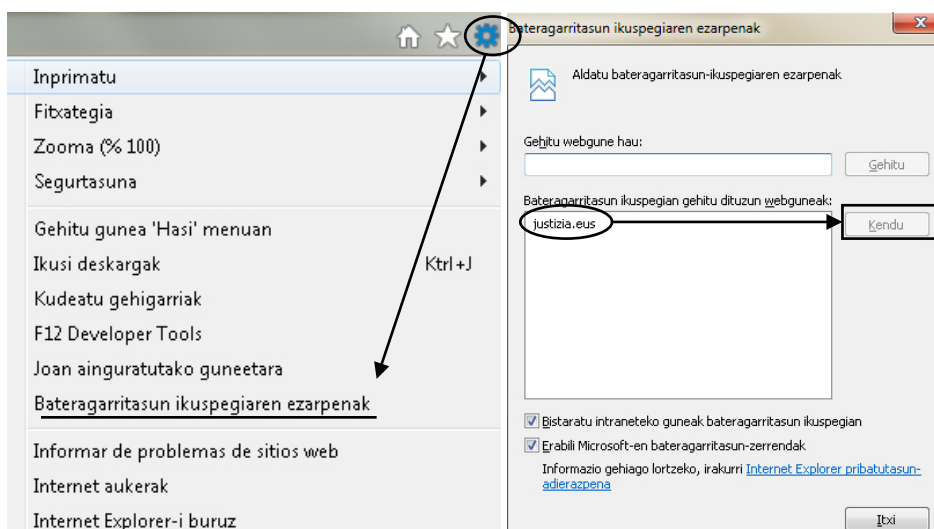 Inprimatu
Fitxategia
Zooma (% 100)
Segurtasuna
Gehitu gunea 'Hasi' menuan
Ikusi deskargak Ktrl+J
Kudeatu gehigarriak
F12 Developer Tools
Joan ainguratutako guneetara
Bateragarritasun ikuspegiaren ezarpenak
Informar de problemas de sitios web
Internet aukerak
Internet Explorer-i buruz
Bateragarritasun ikuspegiaren ezarpenak
Aldatu bateragarritasun-ikuspegiaren ezarpenak
Gehitu webgune hau:
Gehitu
Bateragarritasun ikuspegian gehitu dituzun webguneak:
justizia.eus
Kendu
Bistaratu intraneteko guneak bateragarritasun ikuspegian
Erabili Microsoft-en bateragarritasun-zerrendak
Informazio gehiago lortzeko, irakurri Internet Explorer pribatutasun-
adierazpena
Itxi